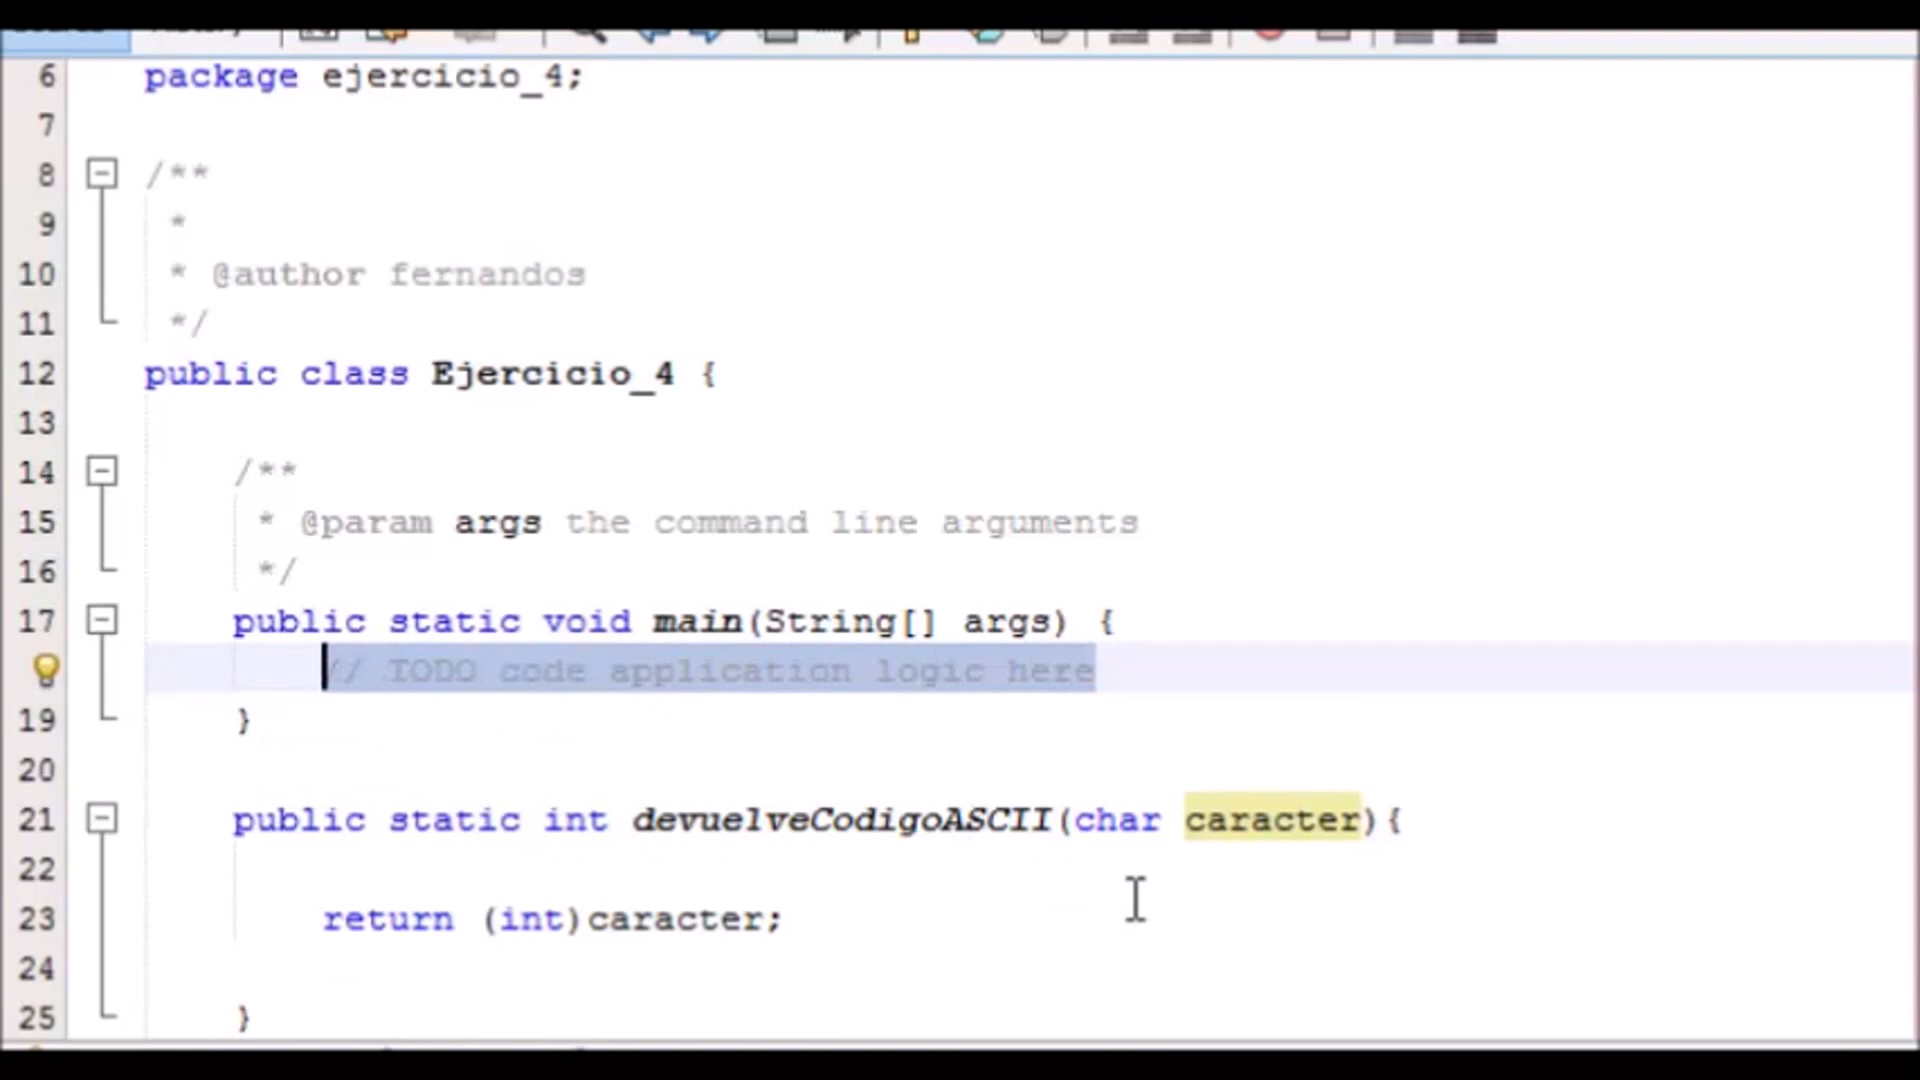 6 package ejercicio_4;
7
8 /**
9 *
10 * @author fernandos
11 */
12 public class Ejercicio_4 {
13
14 /**
15 * @param args the command line arguments
16 */
17 public static void main(String[] args) {
// TODO code application logic here
19 }
20
21 public static int devuelveCodigoASCII(char caracter){
22
23 return (int)caracter;
24
25 }